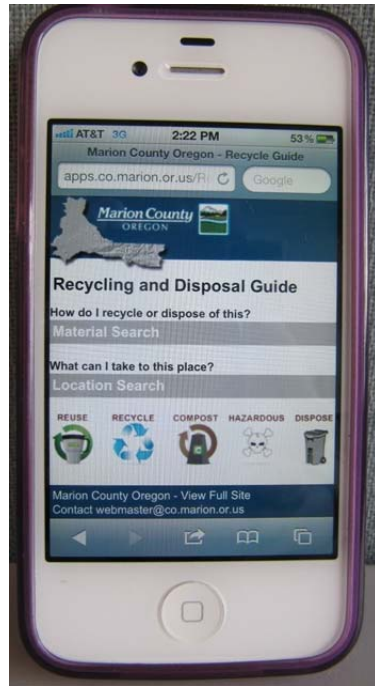 AT&T 3G 2:22 PM 53%
Marion County Oregon - Recycle Guide
apps.co.marion.or.us/R Google
Marion County
OREGON
Recycling and Disposal Guide
How do I recycle or dispose of this?
Material Search
What can I take to this place?
Location Search
REUSE RECYCLE COMPOST HAZARDOUS DISPOSE
Marion County Oregon - View Full Site
Contact webmaster@co.marion.or.us